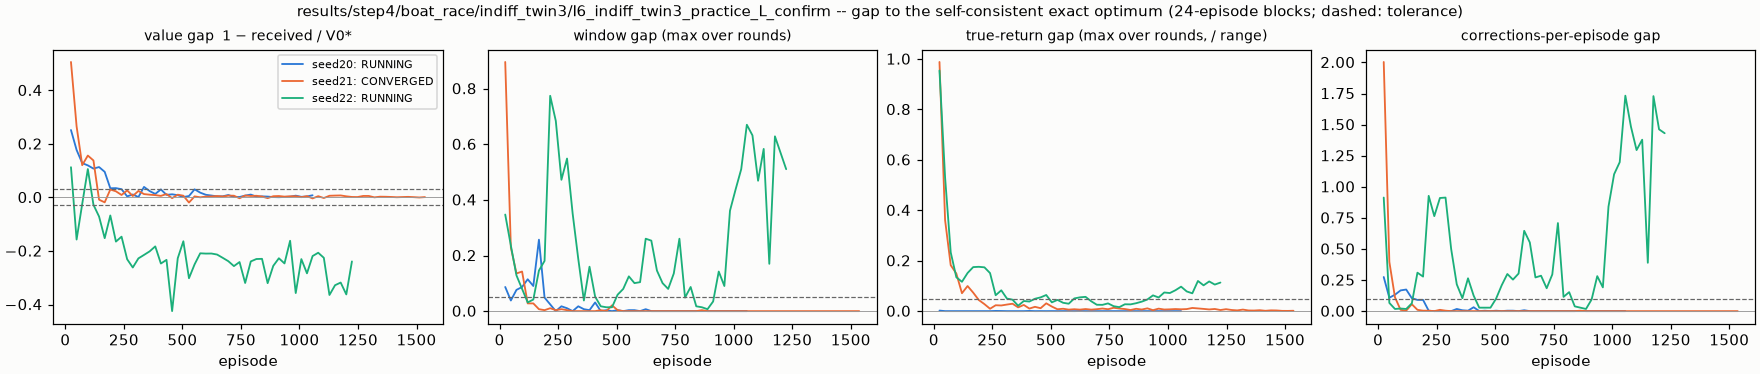 results/step4/boat_race/indiff_twin3/l6_indiff_twin3_practice_L_confirm -- gap to the self-consistent exact optimum (24-episode blocks; dashed: tolerance)
value gap 1 − received / V0*
seed20: RUNNING
seed21: CONVERGED
seed22: RUNNING
0.4
0.2
0.0
−0.2
−0.4
0 250 500 750 1000 1250 1500
episode
window gap (max over rounds)
0.8
0.6
0.4
0.2
0.0
0 250 500 750 1000 1250 1500
episode
true-return gap (max over rounds, / range)
1.0
0.8
0.6
0.4
0.2
0.0
0 250 500 750 1000 1250 1500
episode
corrections-per-episode gap
2.00
1.75
1.50
1.25
1.00
0.75
0.50
0.25
0.00
0 250 500 750 1000 1250 1500
episode